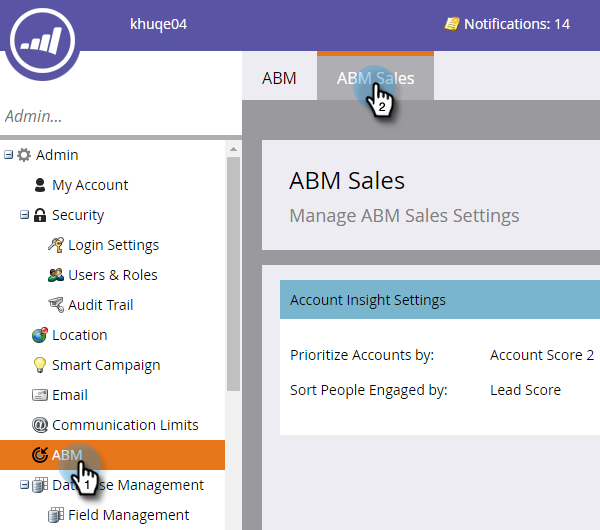 khuqe04
Notifications: 14
ABM
ABM Sales
2
Admin...
Admin
My Account
Security
Login Settings
Users & Roles
Audit Trail
Location
Smart Campaign
Email
Communication Limits
ABM
1
Database Management
Field Management
ABM Sales
Manage ABM Sales Settings
Account Insight Settings
Prioritize Accounts by: Account Score 2
Sort People Engaged by: Lead Score